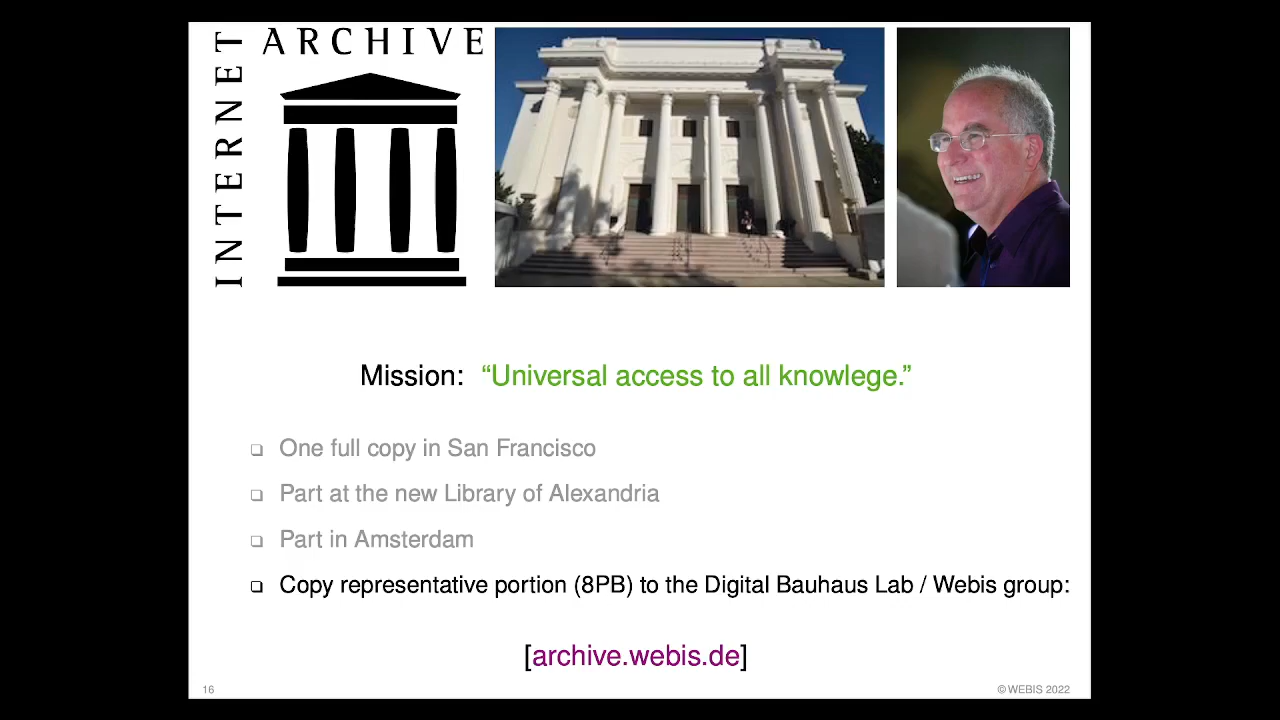 INTERNET
ARCHIVE
Mission: “Universal access to all knowlege.”
❑ One full copy in San Francisco
❑ Part at the new Library of Alexandria
❑ Part in Amsterdam
❑ Copy representative portion (8PB) to the Digital Bauhaus Lab / Webis group:
[archive.webis.de]
16
© WEBIS 2022